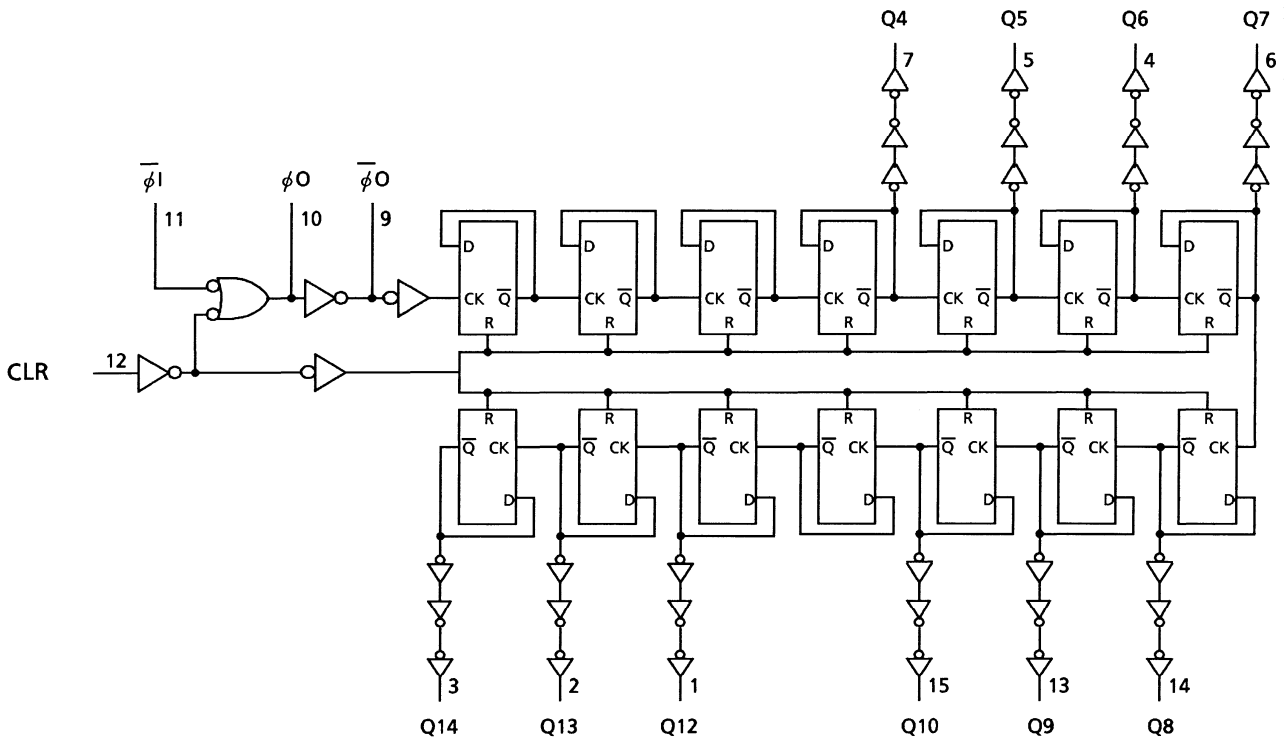 Q4 Q5 Q6 Q7
7 5 4 6
φ̅I φO φ̅O
11 10 9
D D D D D D D
CK Q̅ CK Q̅ CK Q̅ CK Q̅ CK Q̅ CK Q̅ CK Q̅
R R R R R R R
CLR 12
R R R R R R R
Q̅ CK Q̅ CK Q̅ CK Q̅ CK Q̅ CK Q̅ CK Q̅ CK
D D D D D D D
3 2 1 15 13 14
Q14 Q13 Q12 Q10 Q9 Q8